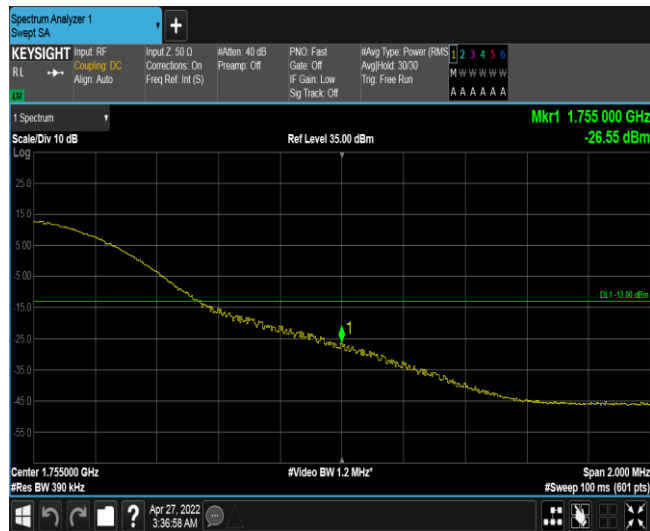 Spectrum Analyzer 1
Swept SA
+
KEYSIGHT
RL
LXI
Input: RF
Coupling: DC
Align: Auto
Input Z: 50 Ω
Corrections: On
Freq Ref: Int (S)
#Atten: 40 dB
Preamp: Off
PNO: Fast
Gate: Off
IF Gain: Low
Sig Track: Off
#Avg Type: Power (RMS
Avg|Hold: 30/30
Trig: Free Run
1 2 3 4 5 6
M W W W W W
A A A A A A
1 Spectrum
Scale/Div 10 dB
Ref Level 35.00 dBm
Mkr1 1.755 000 GHz
-26.55 dBm
Log
25.0
15.0
5.00
-5.00
DL1 -13.00 dBm
-15.0
1
-25.0
-35.0
-45.0
-55.0
Center 1.755000 GHz
#Video BW 1.2 MHz*
Span 2.000 MHz
#Res BW 390 kHz
#Sweep 100 ms (601 pts)
?
Apr 27, 2022
3:36:58 AM